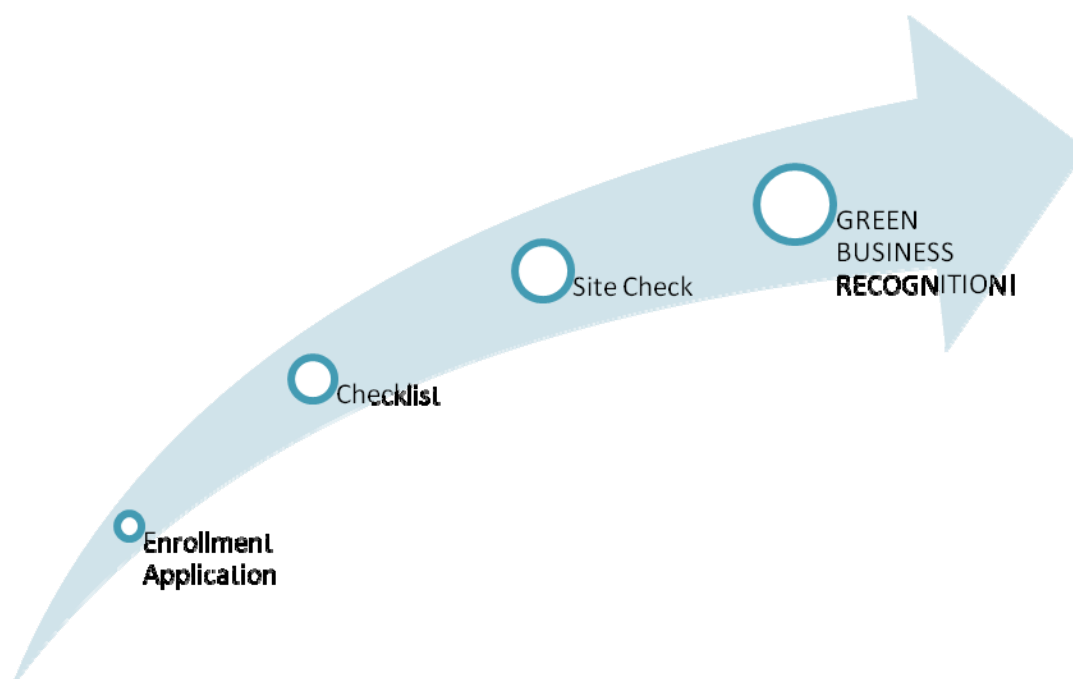 GREEN
BUSINESS
RECOGNITION!
Site Check
Checklist
Enrollment
Application